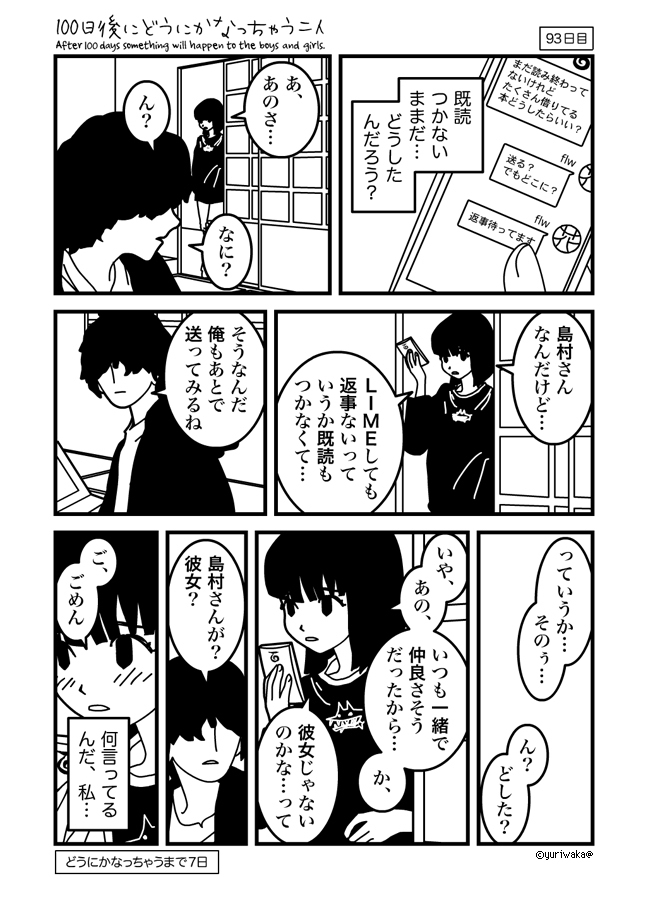 100日後にどうにかなっちゃう二人
After 100 days something will happen to the boys and girls.
93日目
まだ読み終わって
ないけれど
たくさん借りてる
本どうしたらいい？
flw
送る？
でもどこに？
flw
返事待ってます
既読
つかない
ままだ…
どうした
んだろう？
あ、
あのさ…
ん？
なに？
島村さん
なんだけど…
LIMEしても
返事ないって
いうか既読も
つかなくて…
そうなんだ
俺もあとで
送ってみるね
っていうか…
そのぅ…
ん？
どした？
いや、
あの、
いつも一緒で
仲良さそう
だったから…
か、
彼女じゃない
のかな…って
島村さんが？
彼女？
ご、
ごめん
何言ってる
んだ、私…
どうにかなっちゃうまで7日
©yuriwaka@